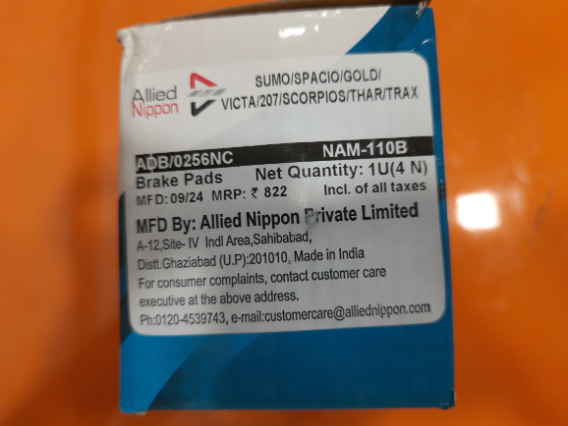 Allied
Nippon
SUMO/SPACIO/GOLD/
VICTA/207/SCORPIOS/THAR/TRAX
ADB/0256NC NAM-110B
Brake Pads Net Quantity: 1U(4 N)
MFD: 09/24 MRP: ₹ 822 Incl. of all taxes
MFD By: Allied Nippon Private Limited
A-12,Site- IV Indl Area,Sahibabad,
Distt.Ghaziabad (U.P):201010, Made in India
For consumer complaints, contact customer care
executive at the above address.
Ph:0120-4539743, e-mail:customercare@alliednippon.com